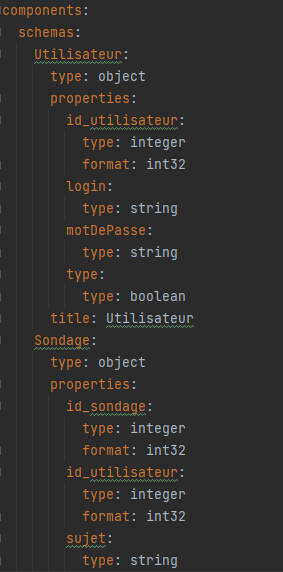 components:
  schemas:
    Utilisateur:
      type: object
      properties:
        id_utilisateur:
          type: integer
          format: int32
        login:
          type: string
        motDePasse:
          type: string
        type:
          type: boolean
      title: Utilisateur
    Sondage:
      type: object
      properties:
        id_sondage:
          type: integer
          format: int32
        id_utilisateur:
          type: integer
          format: int32
        sujet:
          type: string